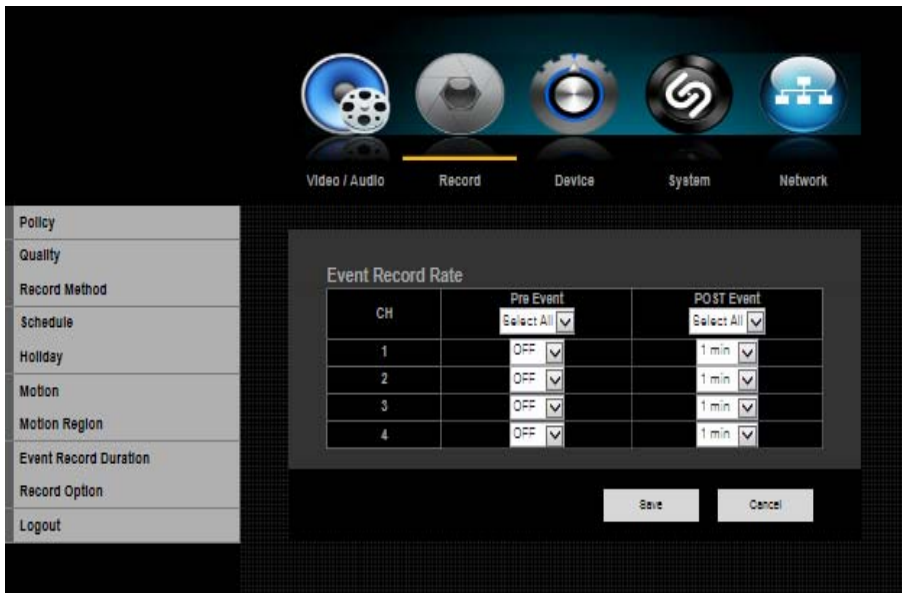 Video / Audio Record Device System Network
Policy
Quality
Record Method
Schedule
Holiday
Motion
Motion Region
Event Record Duration
Record Option
Logout
Event Record Rate
CH Pre Event POST Event
Select All Select All
1 OFF 1 min
2 OFF 1 min
3 OFF 1 min
4 OFF 1 min
Save Cancel